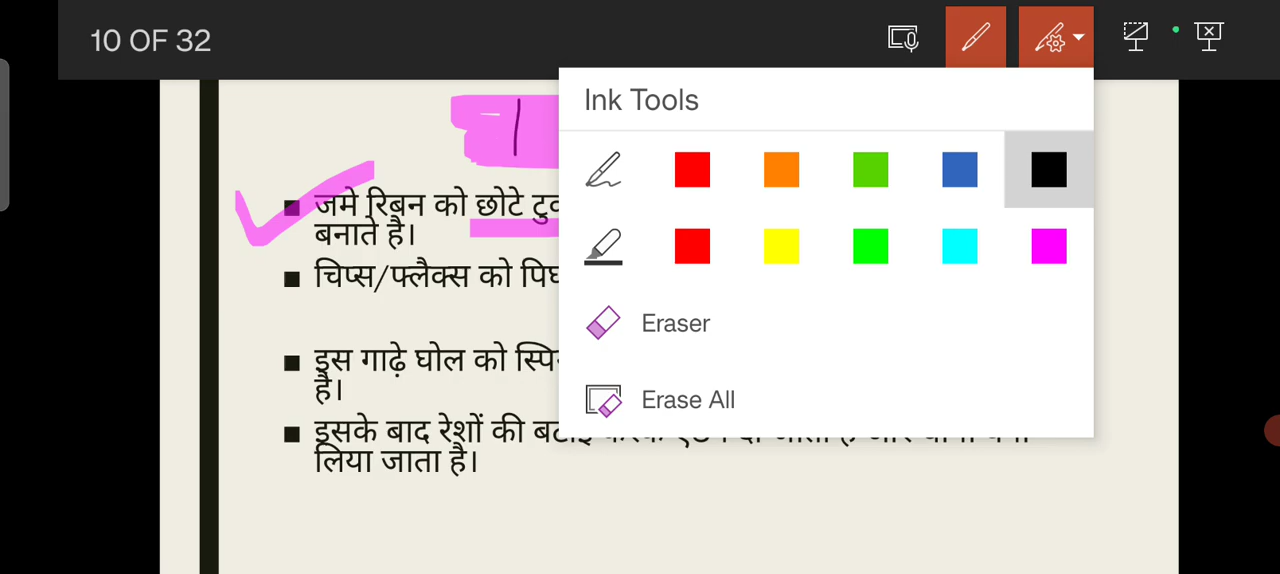 10 OF 32
Ink Tools
जमे रिबन को छोटे
बनाते है।
चिप्स/फ्लैक्स को
Eraser
इस गाढ़े घोल को
है।
Erase All
इसके बाद रेशों की
लिया जाता है।